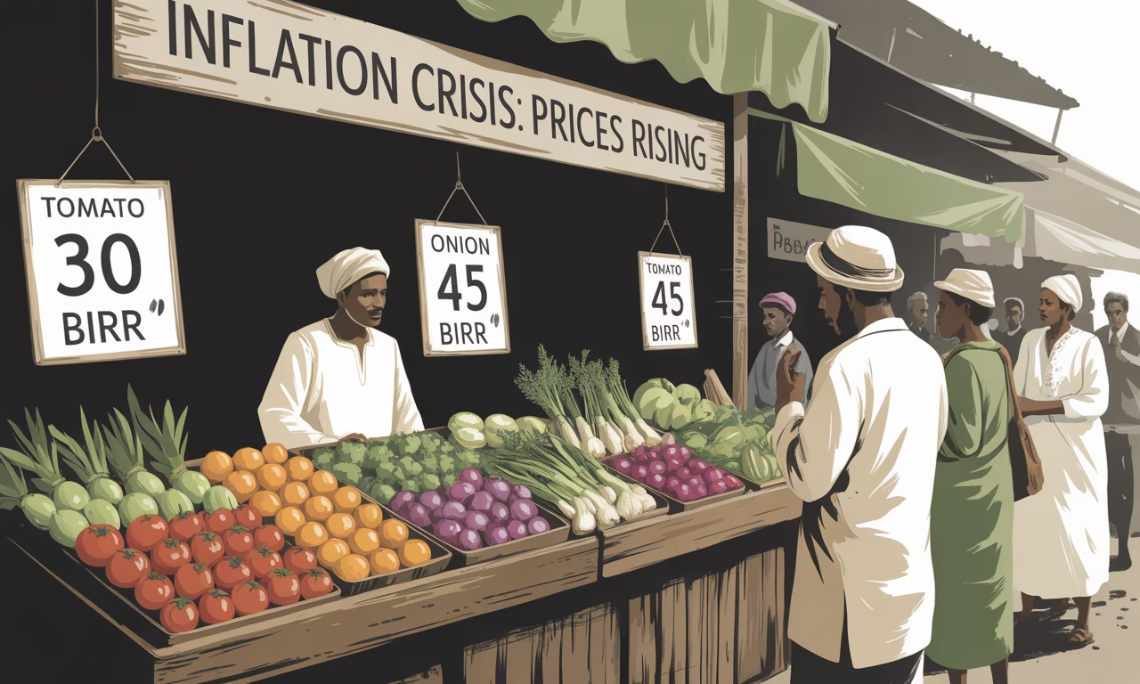 INFLATION CRISIS: PRICES RISING
TOMATO
30
BIRR
ONION
45
BIRR
TOMATO
45
BIRR